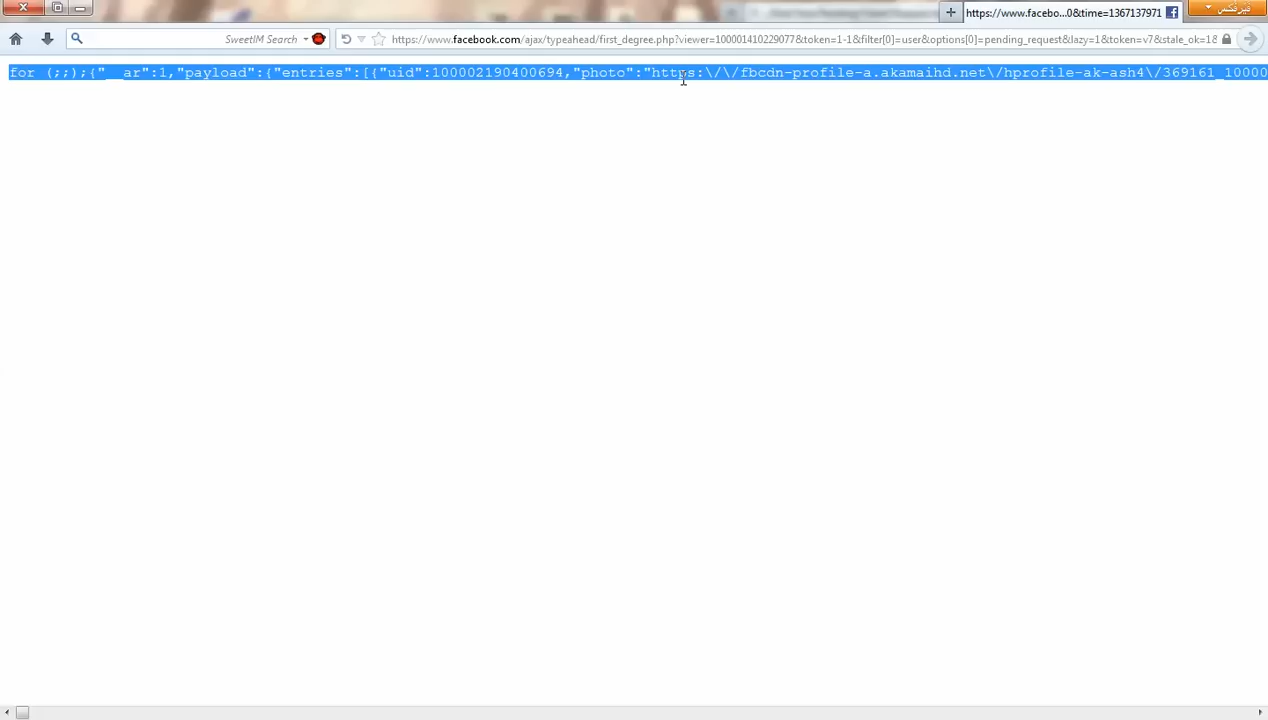 https://www.facebo...0&time=1367137971
فيرفكس
SweetIM
https://www.facebook.com/ajax/typeahead/first_degree.php?viewer=100001410229077&token=1-1&filter[0]=user&options[0]=pending_request&lazy=1&token=v7&stale_ok=1&
for (;;);{"__ar":1,"payload":{"entries":[{"uid":100002190400694,"photo":"https:\/\/fbcdn-profile-a.akamaihd.net\/hprofile-ak-ash4\/369161_10000